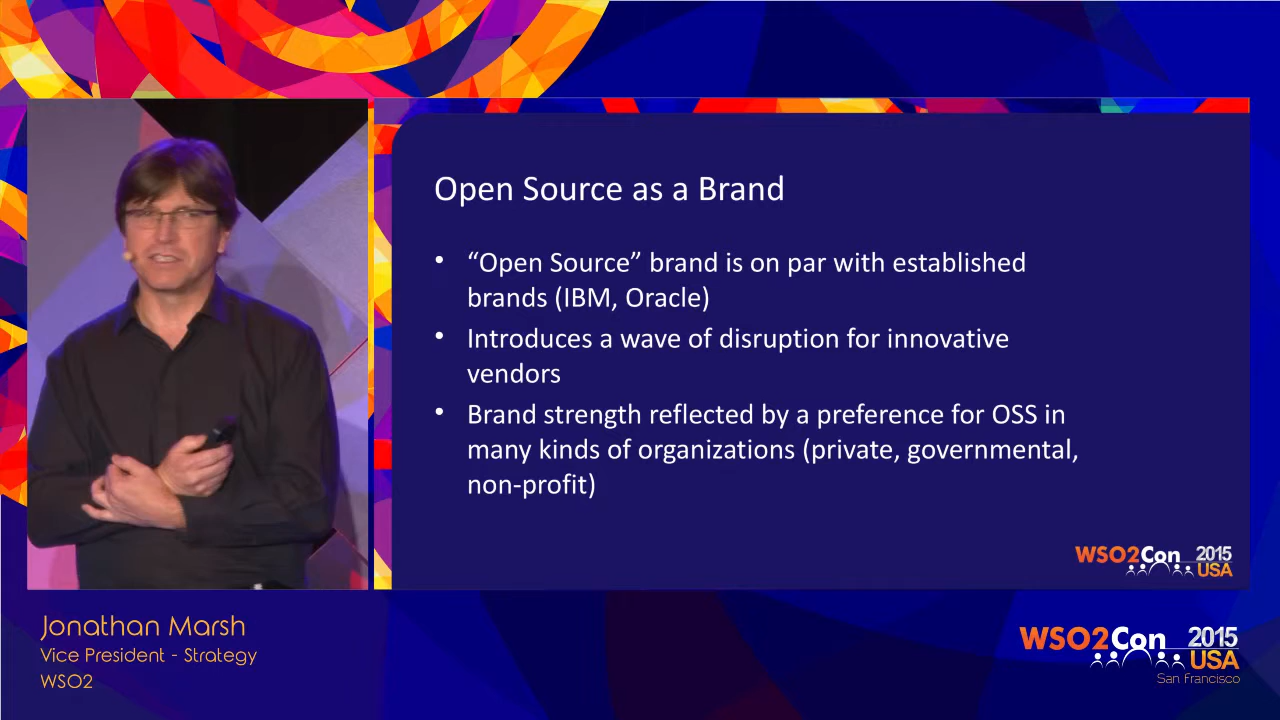 Open Source as a Brand
• “Open Source” brand is on par with established
brands (IBM, Oracle)
• Introduces a wave of disruption for innovative
vendors
• Brand strength reflected by a preference for OSS in
many kinds of organizations (private, governmental,
non-profit)
WSO2Con 2015
USA
Jonathan Marsh
Vice President - Strategy
WSO2
WSO2Con 2015
USA
San Francisco